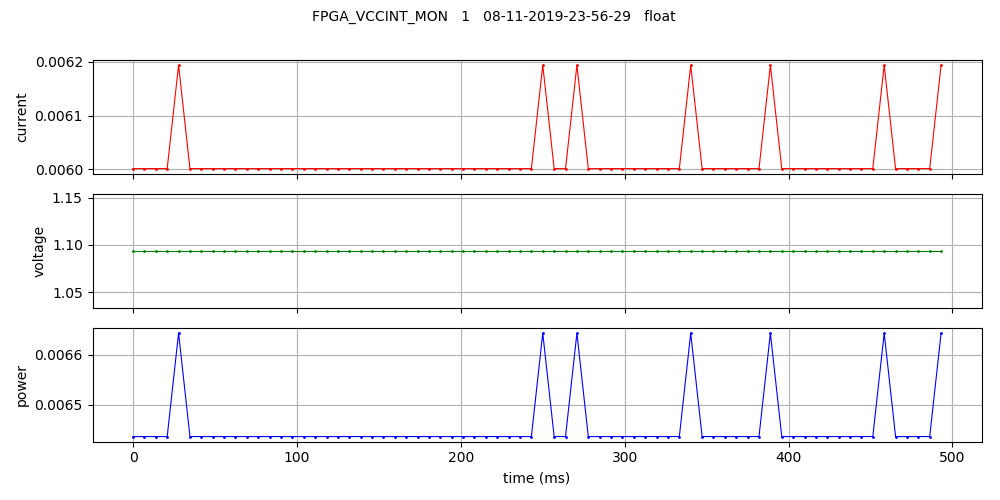 FPGA_VCCINT_MON   1   08-11-2019-23-56-29   float
0.0062
0.0061
0.0060
current
1.15
1.10
1.05
voltage
0.0066
0.0065
power
0 100 200 300 400 500
time (ms)